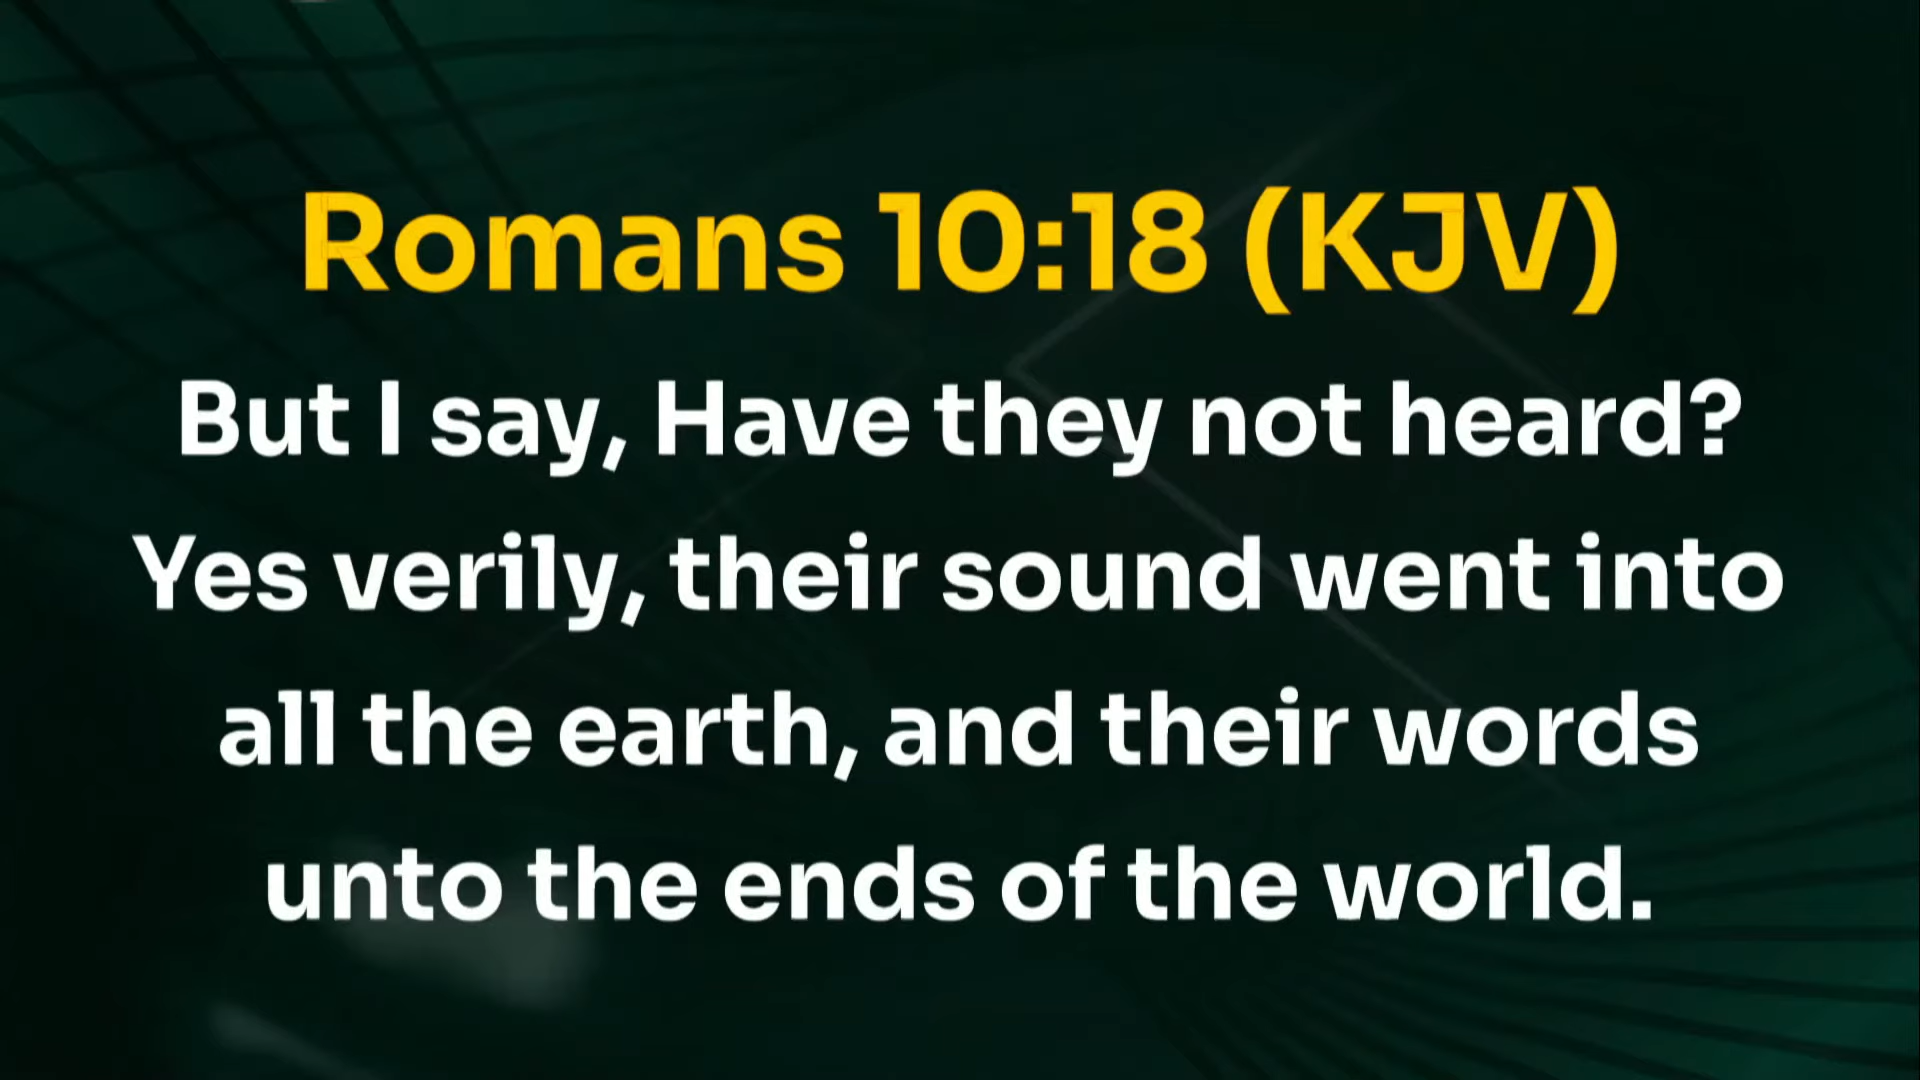 Romans 10:18 (KJV)
But I say, Have they not heard?
Yes verily, their sound went into
all the earth, and their words
unto the ends of the world.